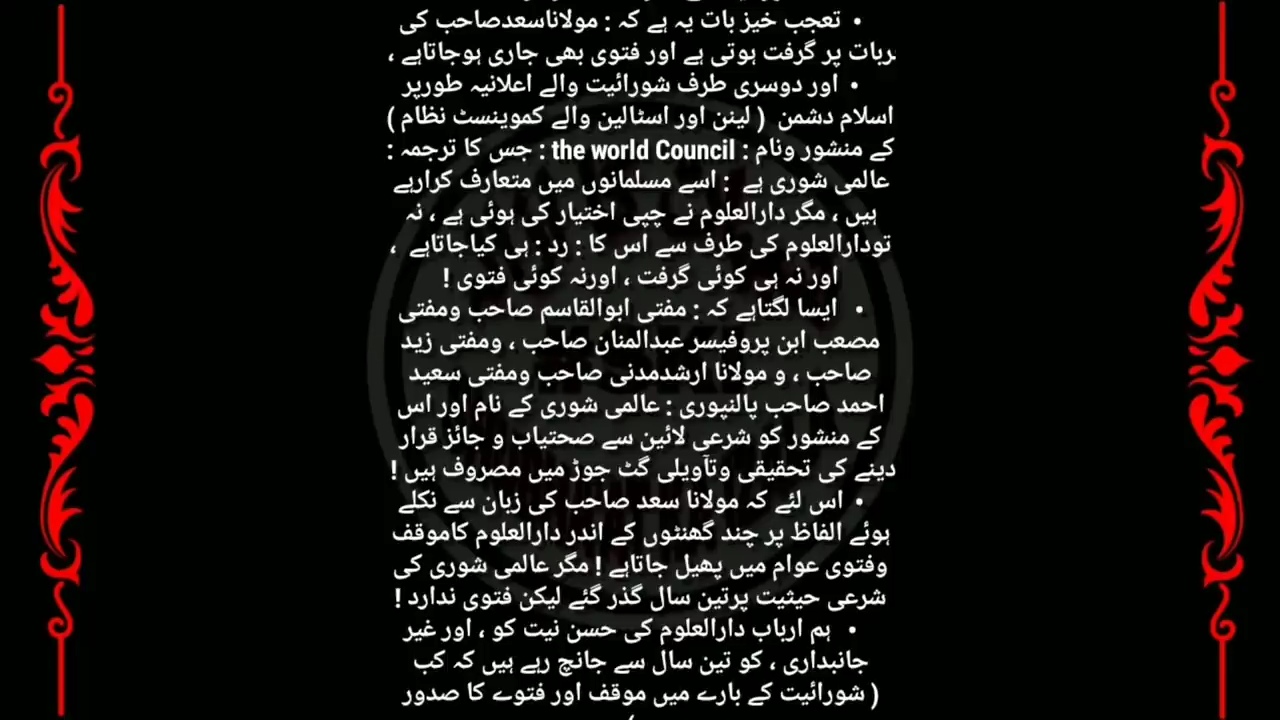 • تعجب خیز بات یہ ہے کہ : مولاناسعدصاحب کی
ہربات پر گرفت ہوتی ہے اور فتوی بھی جاری ہوجاتاہے ،
• اور دوسری طرف شورائیت والے اعلانیہ طورپر
اسلام دشمن ( لینن اور اسٹالین والے کمونیسٹ نظام )
کے منشور ونام : the world Council : جس کا ترجمہ :
عالمی شوری ہے : اسے مسلمانوں میں متعارف کرارہے
ہیں ، مگر دارالعلوم نے چپی اختیار کی ہوئی ہے ، نہ
تودارالعلوم کی طرف سے اس کا : رد : ہی کیاجاتاہے ،
اور نہ ہی کوئی گرفت ، اورنہ کوئی فتوی !
• ایسا لگتاہے کہ : مفتی ابوالقاسم صاحب ومفتی
مصعب ابن پروفیسر عبدالمنان صاحب ، ومفتی زید
صاحب ، و مولانا ارشدمدنی صاحب ومفتی سعید
احمد صاحب پالنپوری : عالمی شوری کے نام اور اس
کے منشور کو شرعی لائین سے صحتیاب و جائز قرار
دینے کی تحقیقی وتآویلی گٹ جوڑ میں مصروف ہیں !
• اس لئے کہ مولانا سعد صاحب کی زبان سے نکلے
ہوئے الفاظ پر چند گھنٹوں کے اندر دارالعلوم کاموقف
وفتوی عوام میں پھیل جاتاہے ! مگر عالمی شوری کی
شرعی حیثیت پرتین سال گذر گئے لیکن فتوی ندارد !
• ہم ارباب دارالعلوم کی حسن نیت کو ، اور غیر
جانبداری ، کو تین سال سے جانچ رہے ہیں کہ کب
( شورائیت کے بارے میں موقف اور فتوے کا صدور